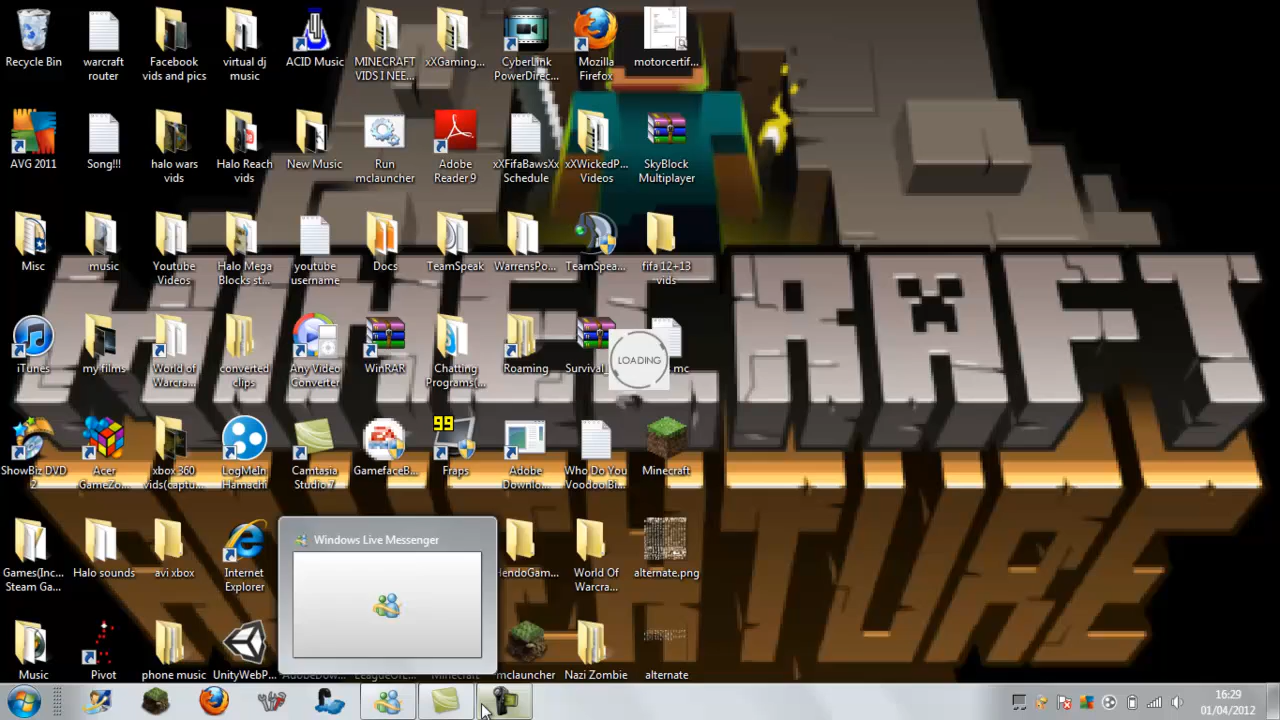 Recycle Bin
warcraft
router
Facebook
vids and pics
virtual dj
music
ACID Music
MINECRAFT
VIDS I NEE...
xXGaming...
CyberLink
PowerDirec...
Mozilla
Firefox
motorcertif...
AVG 2011
Song!!!
halo wars
vids
Halo Reach
vids
New Music
Run
mclauncher
Adobe
Reader 9
xXFifaBawsXx
Schedule
xXWickedP...
Videos
SkyBlock
Multiplayer
Misc
music
Youtube
Videos
Halo Mega
Blocks st...
youtube
username
Docs
TeamSpeak
WarrensPo...
TeamSpea...
fifa 12+13
vids
MINECRAFT
iTunes
my films
World of
Warcra...
converted
clips
Any Video
Converter
WinRAR
Chatting
Programs(...
Roaming
LOADING
mc
ShowBiz DVD
2
Acer
GameZo...
xbox 360
vids(captu...
LogMeIn
Hamachi
Camtasia
Studio 7
GamefaceB...
99
Fraps
Adobe
Downlo...
Who Do You
Voodoo Bi...
Minecraft
Games(Inc...
Steam Ga...
Halo sounds
avi xbox
Internet
Explorer
Windows Live Messenger
HendoGam...
World Of
Warcra...
alternate.png
Music
Pivot
phone music
UnityWebP...
Minecraft
mclauncher
Nazi Zombie
alternate
16:29
01/04/2012